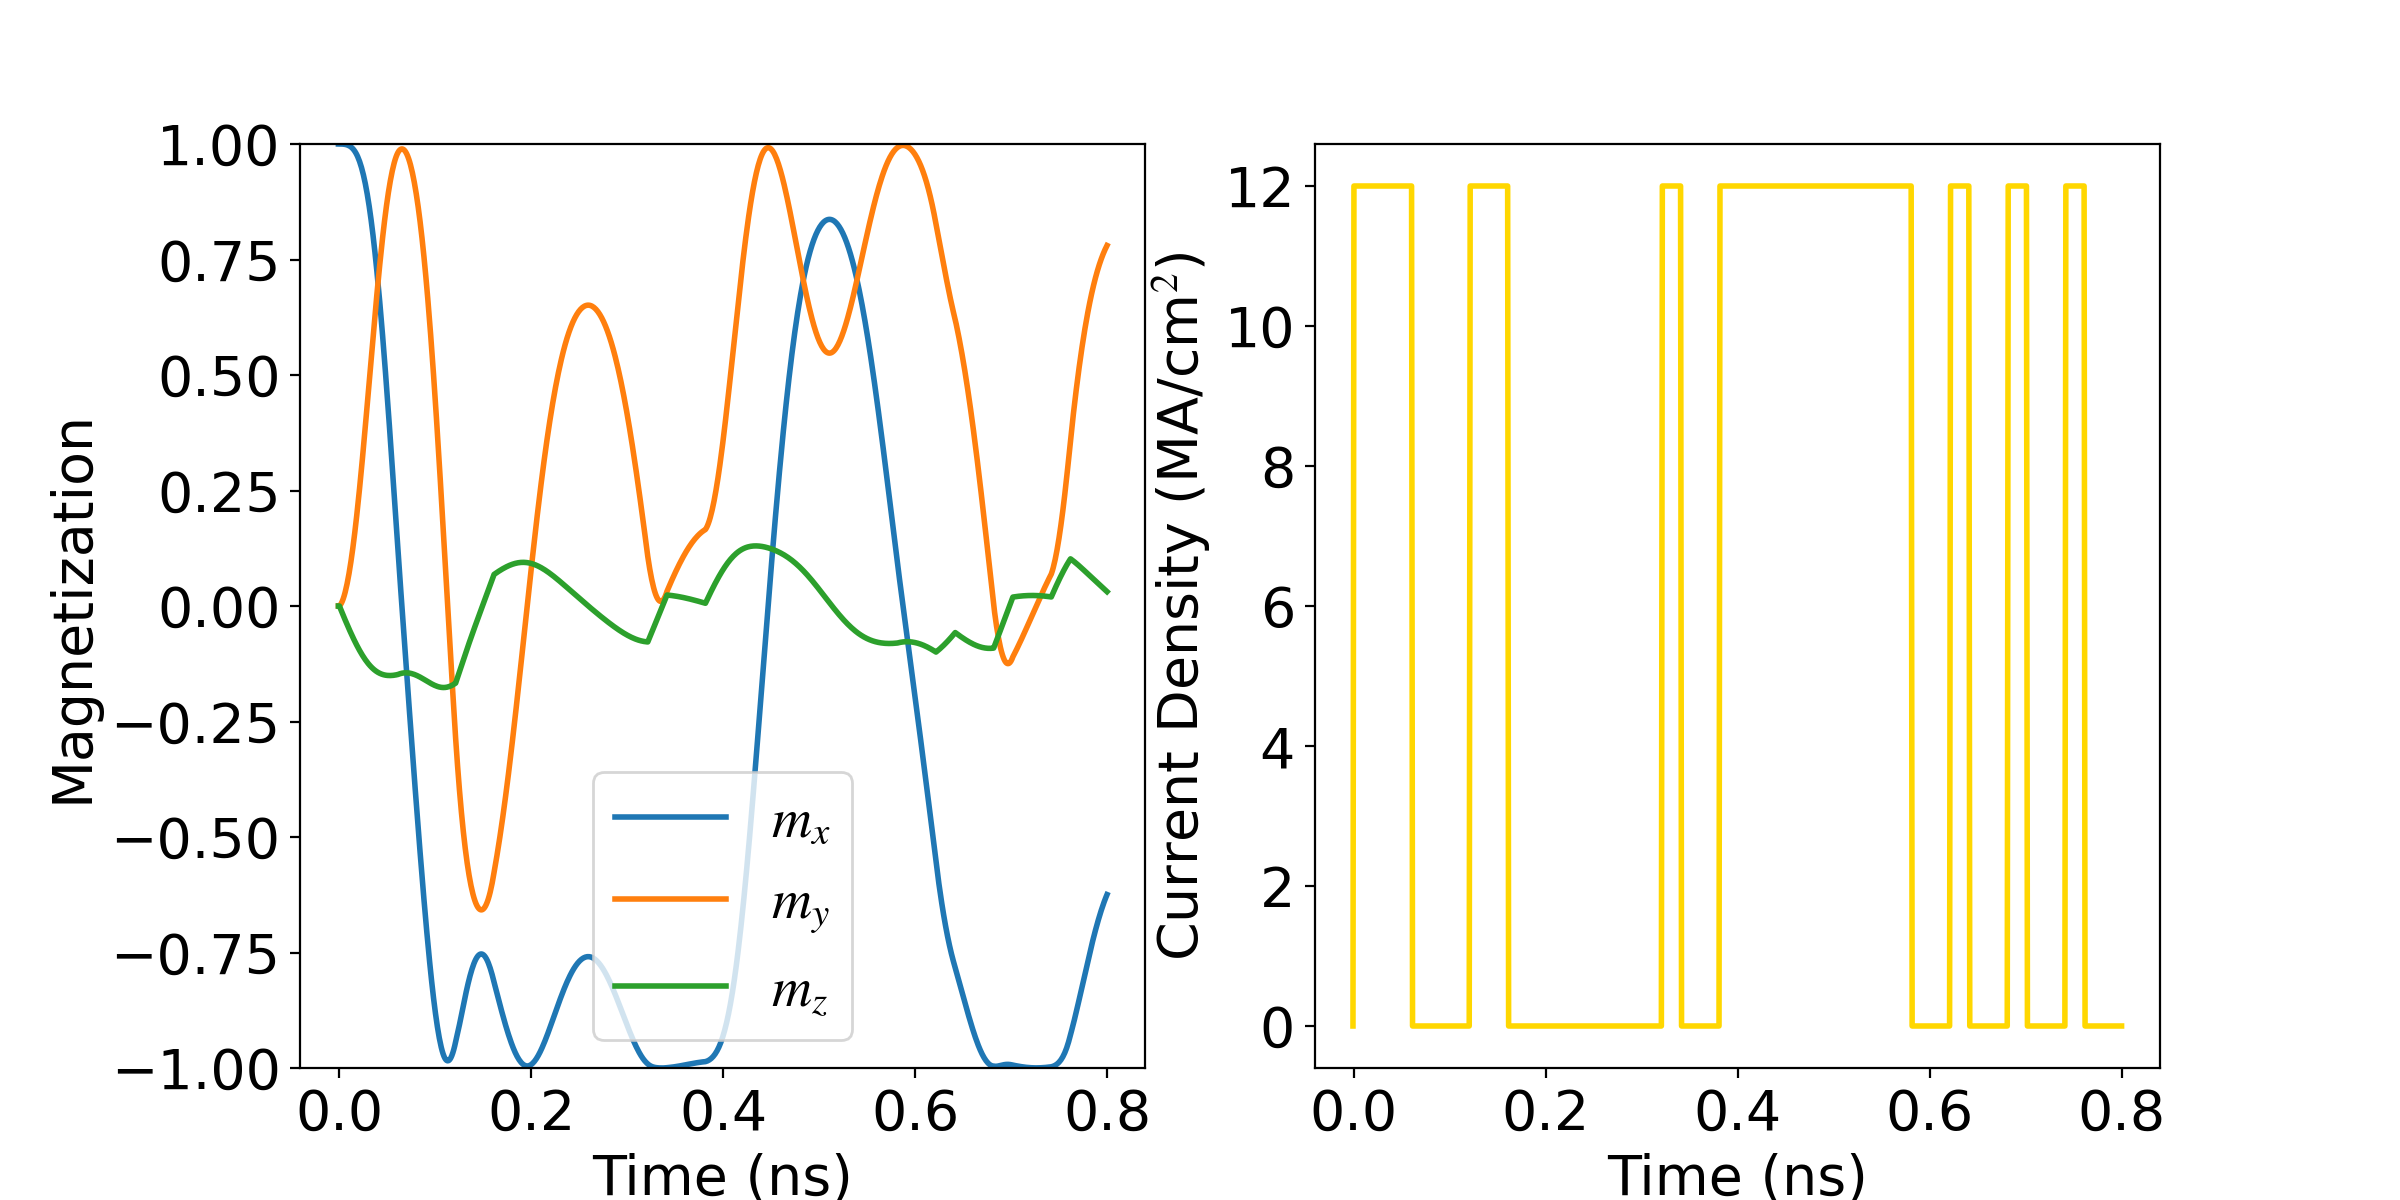 Magnetization
1.00
0.75
0.50
0.25
0.00
−0.25
−0.50
−0.75
−1.00
m_x
m_y
m_z
0.0 0.2 0.4 0.6 0.8
Time (ns)
Current Density (MA/cm²)
12
10
8
6
4
2
0
0.0 0.2 0.4 0.6 0.8
Time (ns)